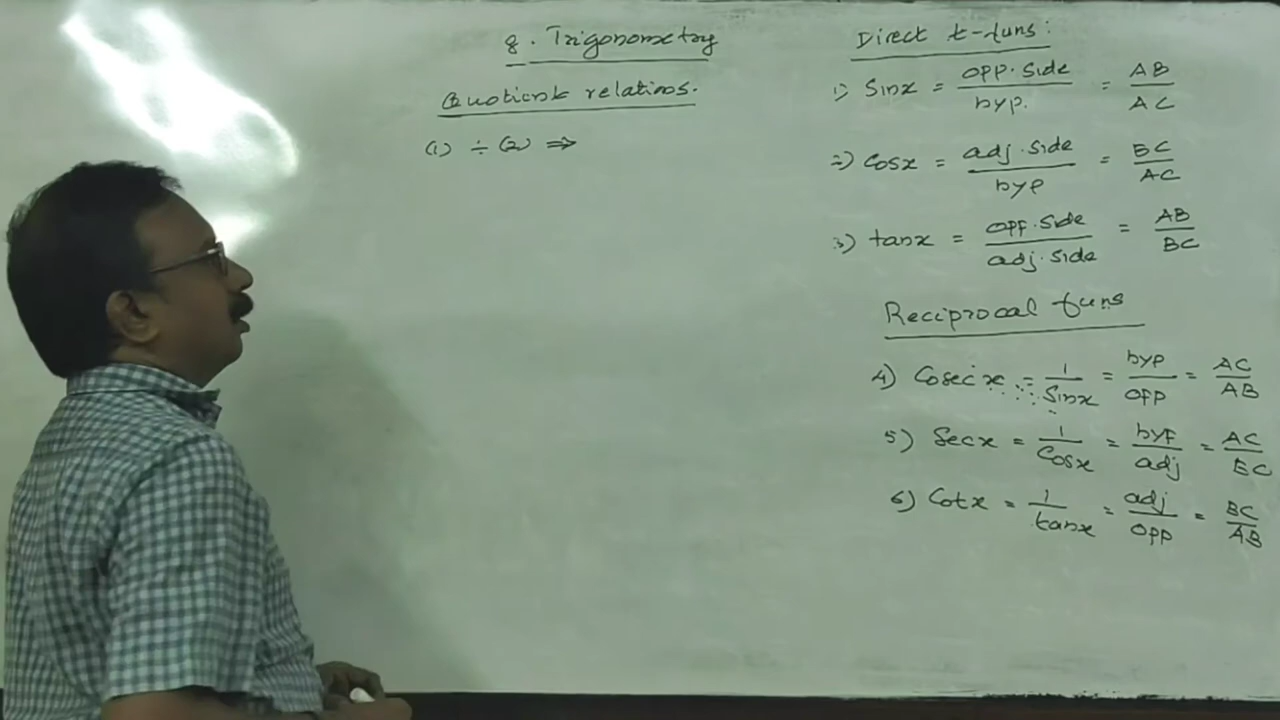 8. Trigonometry
Quotient relations.
(1) ÷ (2) ⇒
Direct t-funs:
1) Sinx = opp. side / hyp. = AB / AC
2) Cosx = adj. side / hyp = BC / AC
3) tanx = opp. side / adj. side = AB / BC
Reciprocal funs
4) Cosecx = 1 / Sinx = hyp / opp = AC / AB
5) Secx = 1 / Cosx = hyp / adj = AC / BC
6) Cotx = 1 / tanx = adj / opp = BC / AB